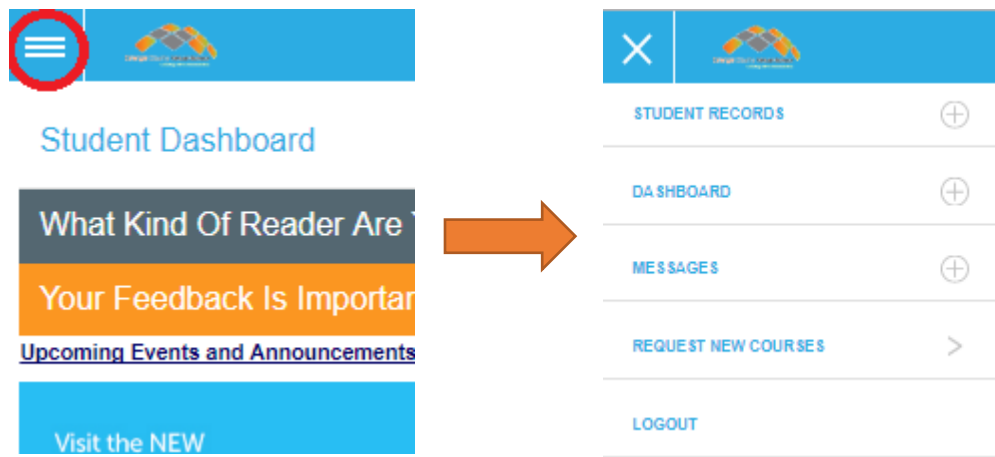 Student Dashboard
What Kind Of Reader Are
Your Feedback Is Importan
Upcoming Events and Announcements
Visit the NEW
STUDENT RECORDS
DASHBOARD
MESSAGES
REQUEST NEW COURSES
LOGOUT